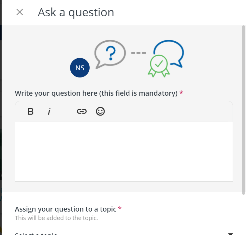 Ask a question
NS
?
Write your question here (this field is mandatory) *
B i
Assign your question to a topic *
This will be added to the topic.